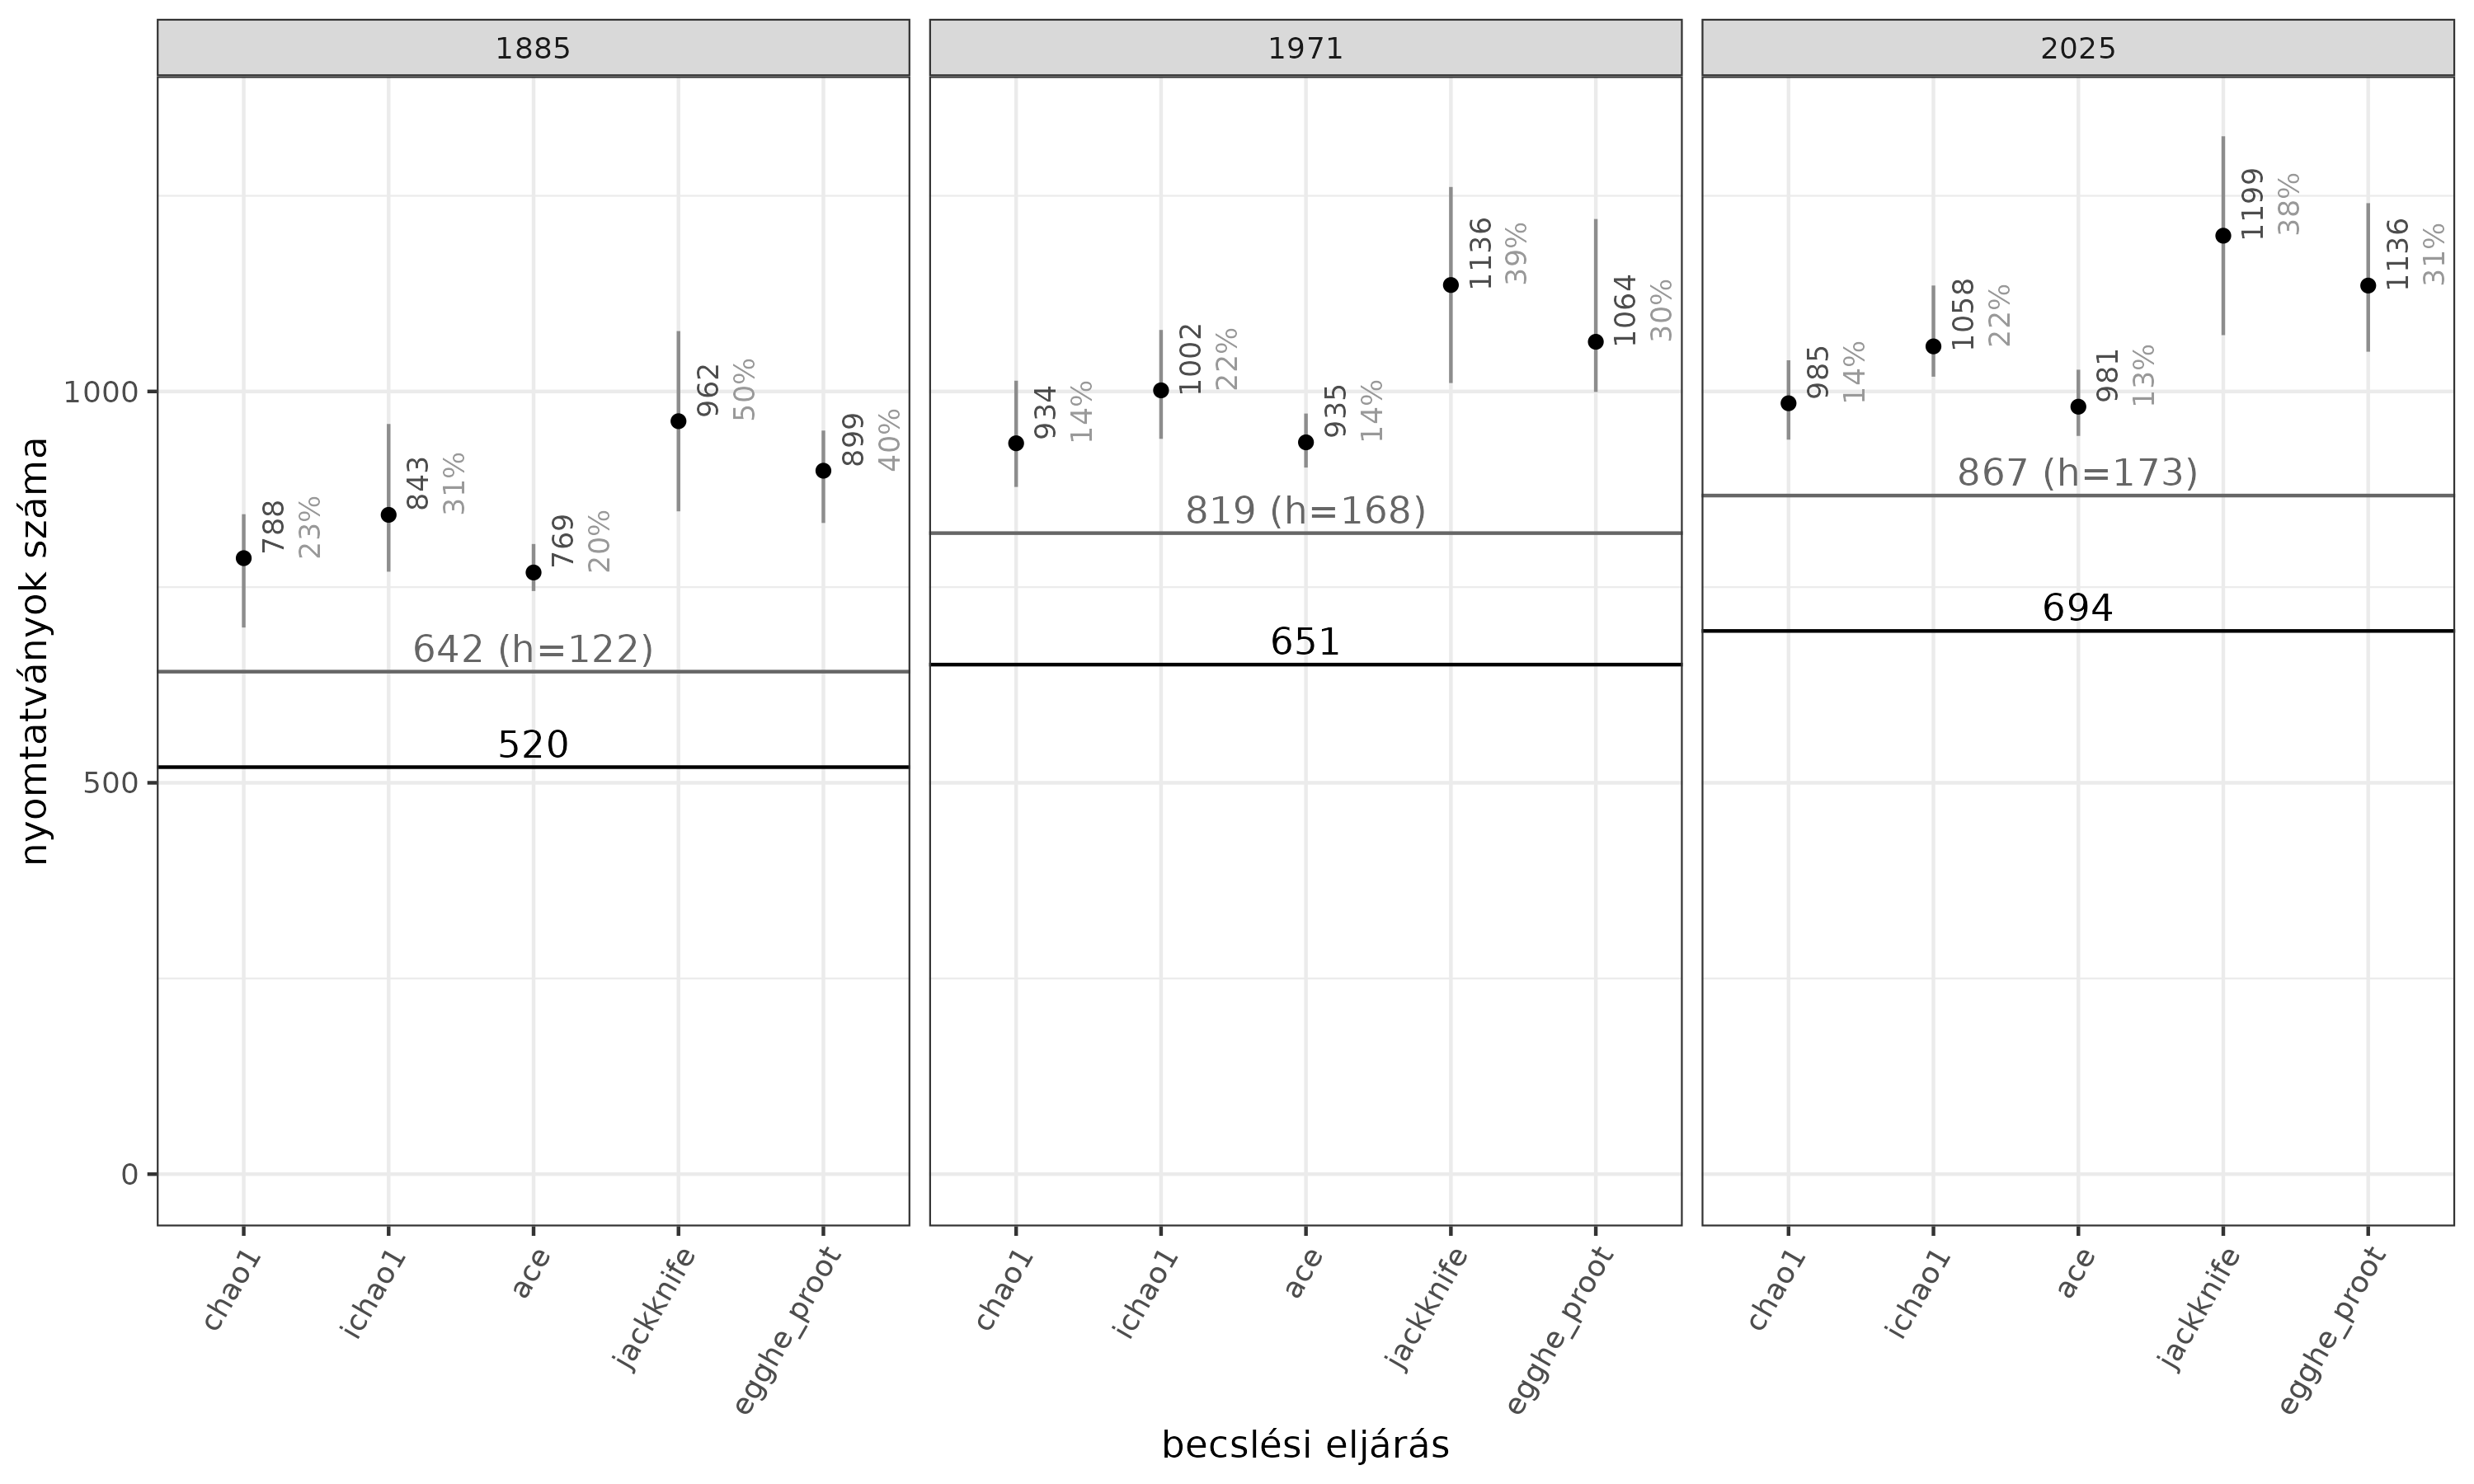 1885
1971
2025
nyomtatványok száma
1000
500
0
788
23%
843
31%
769
20%
962
50%
899
40%
642 (h=122)
520
934
14%
1002
22%
935
14%
1136
39%
1064
30%
819 (h=168)
651
985
14%
1058
22%
981
13%
1199
38%
1136
31%
867 (h=173)
694
chao1
ichao1
ace
jackknife
egghe_proot
chao1
ichao1
ace
jackknife
egghe_proot
chao1
ichao1
ace
jackknife
egghe_proot
becslési eljárás